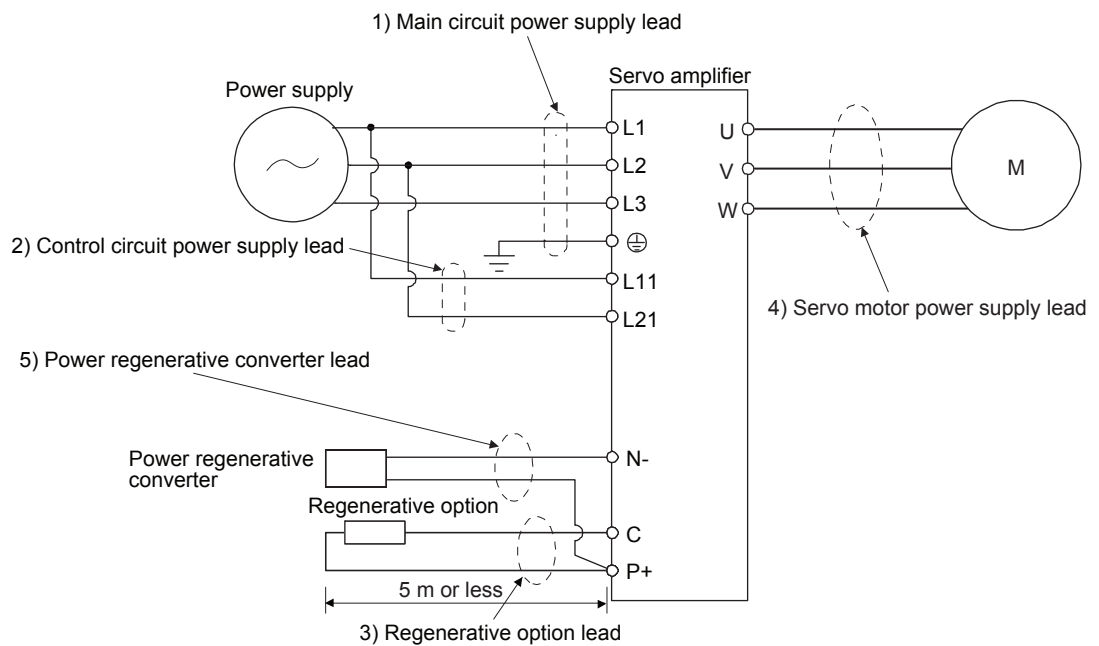 1) Main circuit power supply lead
Servo amplifier
Power supply
L1
U
L2
V
M
L3
W
2) Control circuit power supply lead
L11
L21
4) Servo motor power supply lead
5) Power regenerative converter lead
Power regenerative
converter
N-
Regenerative option
C
P+
5 m or less
3) Regenerative option lead